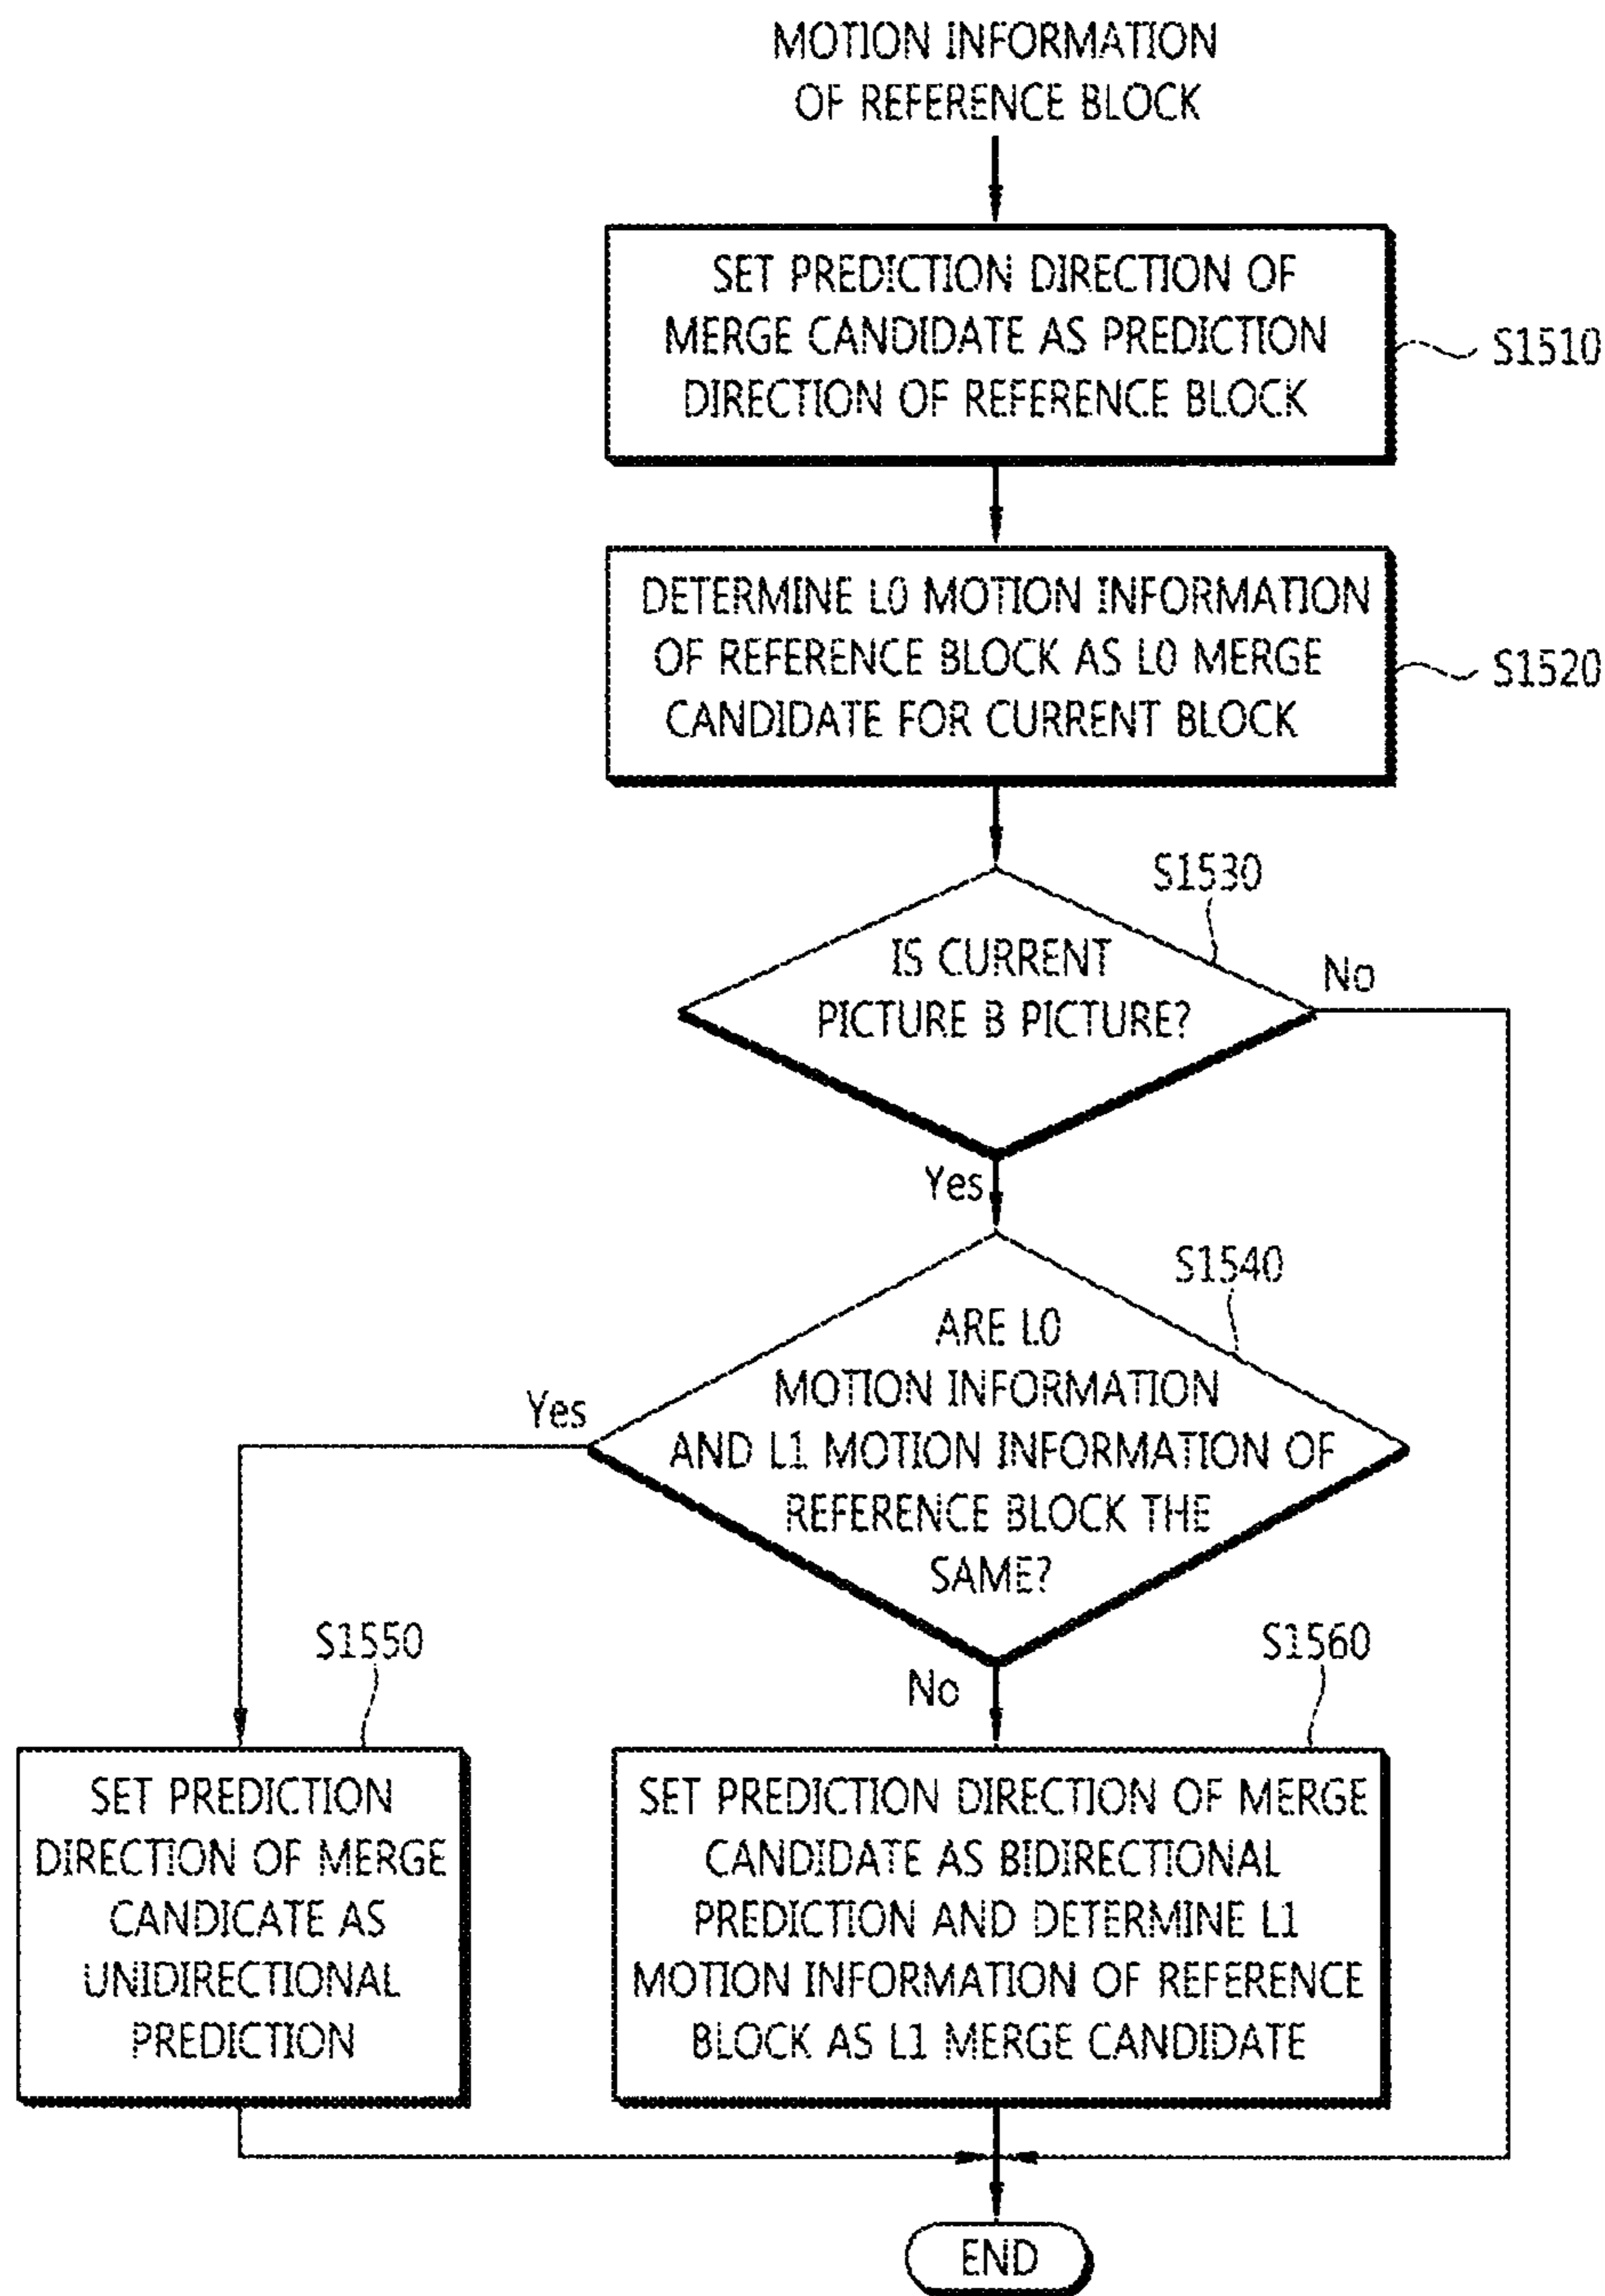 MOTION INFORMATION
OF REFERENCE BLOCK
SET PREDICTION DIRECTION OF
MERGE CANDIDATE AS PREDICTION
DIRECTION OF REFERENCE BLOCK
S1510
DETERMINE L0 MOTION INFORMATION
OF REFERENCE BLOCK AS L0 MERGE
CANDIDATE FOR CURRENT BLOCK
S1520
S1530
IS CURRENT
PICTURE B PICTURE?
No
Yes
S1540
ARE L0
MOTION INFORMATION
AND L1 MOTION INFORMATION OF
REFERENCE BLOCK THE
SAME?
Yes
No
S1550
SET PREDICTION
DIRECTION OF MERGE
CANDICATE AS
UNIDIRECTIONAL
PREDICTION
S1560
SET PREDICTION DIRECTION OF MERGE
CANDIDATE AS BIDIRECTIONAL
PREDICTION AND DETERMINE L1
MOTION INFORMATION OF REFERENCE
BLOCK AS L1 MERGE CANDIDATE
END